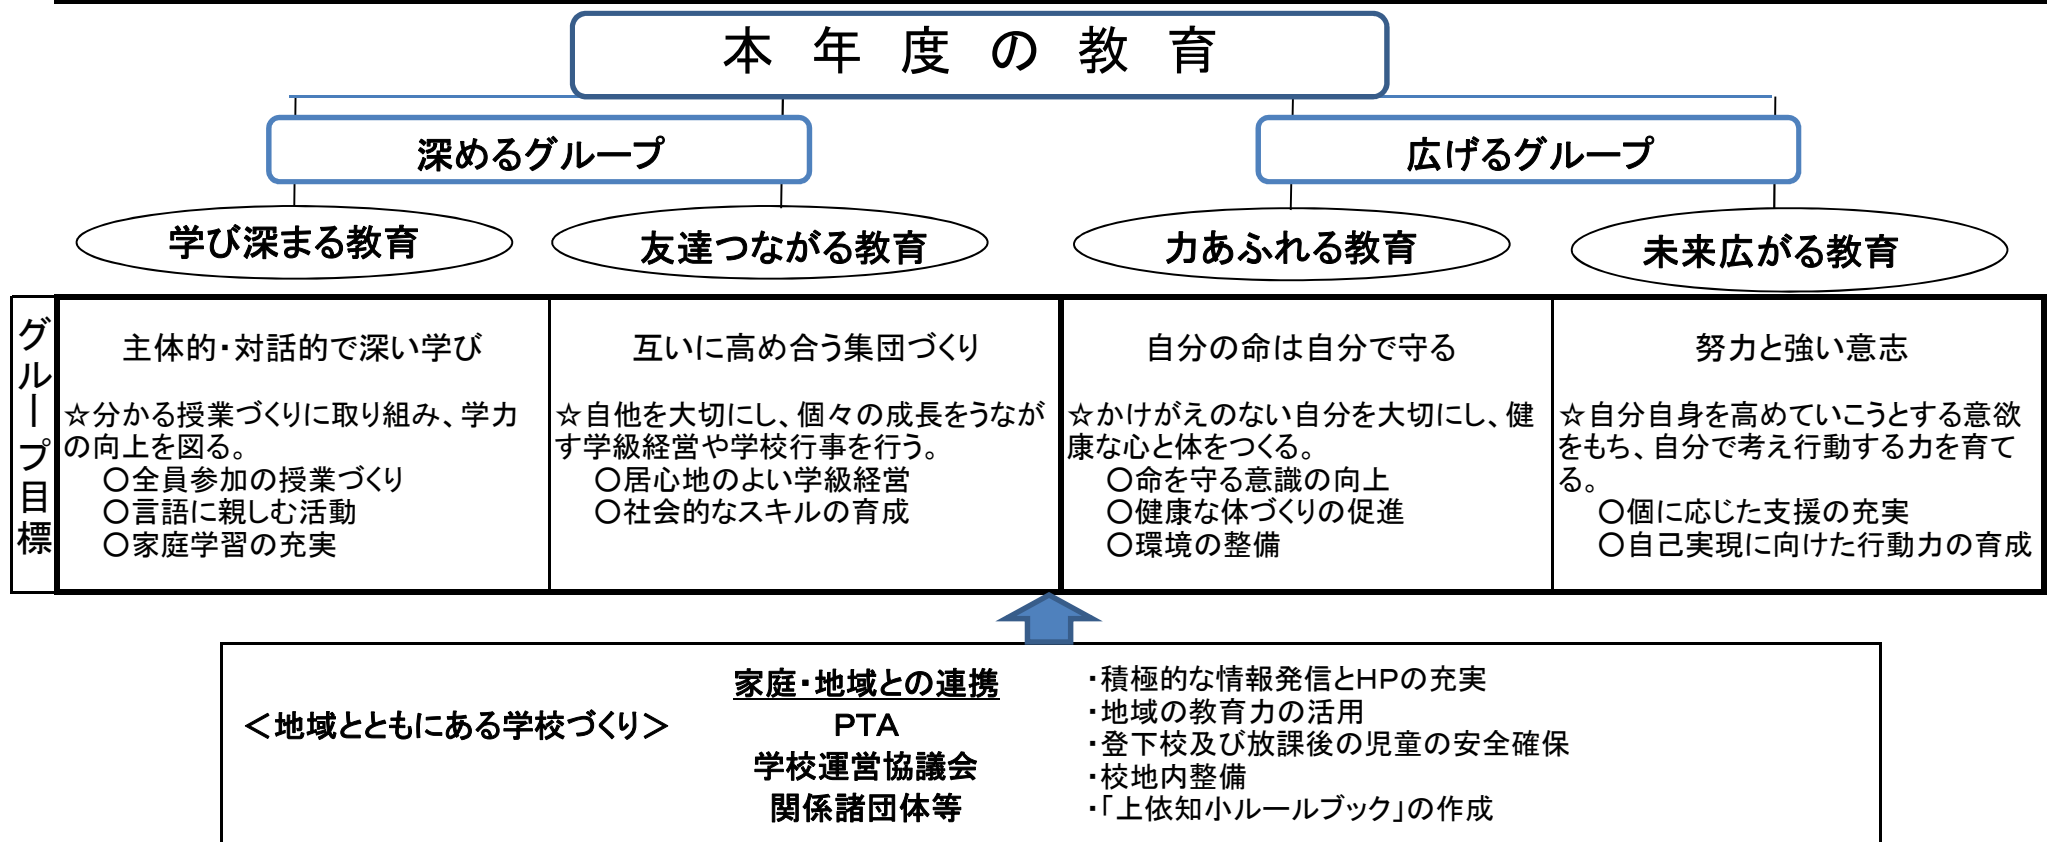 本年度の教育
深めるグループ
広げるグループ
学び深まる教育
友達つながる教育
力あふれる教育
未来広がる教育
グループ目標
主体的・対話的で深い学び
☆分かる授業づくりに取り組み、学力
の向上を図る。
○全員参加の授業づくり
○言語に親しむ活動
○家庭学習の充実
互いに高め合う集団づくり
☆自他を大切にし、個々の成長をうなが
す学級経営や学校行事を行う。
○居心地のよい学級経営
○社会的なスキルの育成
自分の命は自分で守る
☆かけがえのない自分を大切にし、健
康な心と体をつくる。
○命を守る意識の向上
○健康な体づくりの促進
○環境の整備
努力と強い意志
☆自分自身を高めていこうとする意欲
をもち、自分で考え行動する力を育て
る。
○個に応じた支援の充実
○自己実現に向けた行動力の育成
＜地域とともにある学校づくり＞
家庭・地域との連携
PTA
学校運営協議会
関係諸団体等
・積極的な情報発信とHPの充実
・地域の教育力の活用
・登下校及び放課後の児童の安全確保
・校地内整備
・「上依知小ルールブック」の作成